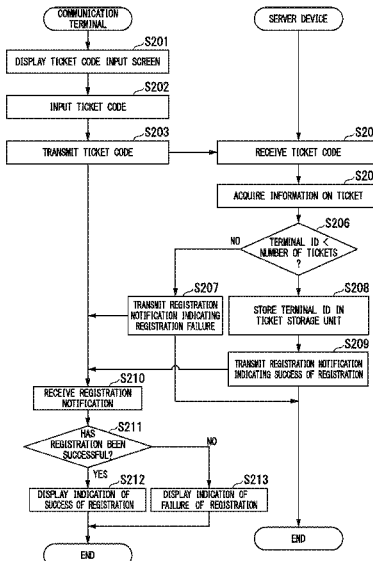 COMMUNICATION
TERMINAL
SERVER DEVICE
S201
DISPLAY TICKET CODE INPUT SCREEN
S202
INPUT TICKET CODE
S203
TRANSMIT TICKET CODE
S20
RECEIVE TICKET CODE
S20
ACQUIRE INFORMATION ON TICKET
S206
TERMINAL ID <
NUMBER OF TICKETS
?
NO
S207
TRANSMIT REGISTRATION
NOTIFICATION INDICATING
REGISTRATION FAILURE
S208
STORE TERMINAL ID IN
TICKET STORAGE UNIT
S209
TRANSMIT REGISTRATION NOTIFICATION
INDICATING SUCCESS OF REGISTRATION
S210
RECEIVE REGISTRATION
NOTIFICATION
S211
HAS
REGISTRATION BEEN
SUCCESSFUL?
NO
YES
S212
DISPLAY INDICATION OF
SUCCESS OF REGISTRATION
S213
DISPLAY INDICATION OF
FAILURE OF REGISTRATION
END
END